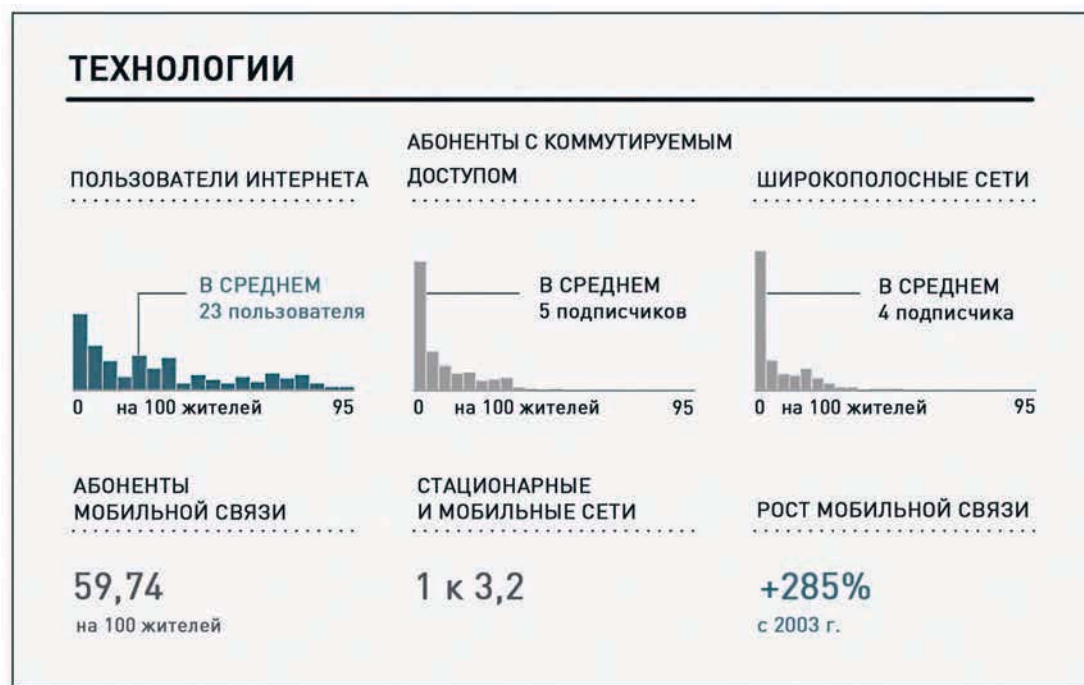 ТЕХНОЛОГИИ
ПОЛЬЗОВАТЕЛИ ИНТЕРНЕТА
В СРЕДНЕМ
23 пользователя
0 на 100 жителей 95
АБОНЕНТЫ С КОММУТИРУЕМЫМ
ДОСТУПОМ
В СРЕДНЕМ
5 подписчиков
0 на 100 жителей 95
ШИРОКОПОЛОСНЫЕ СЕТИ
В СРЕДНЕМ
4 подписчика
0 на 100 жителей 95
АБОНЕНТЫ
МОБИЛЬНОЙ СВЯЗИ
59,74
на 100 жителей
СТАЦИОНАРНЫЕ
И МОБИЛЬНЫЕ СЕТИ
1 к 3,2
РОСТ МОБИЛЬНОЙ СВЯЗИ
+285%
с 2003 г.